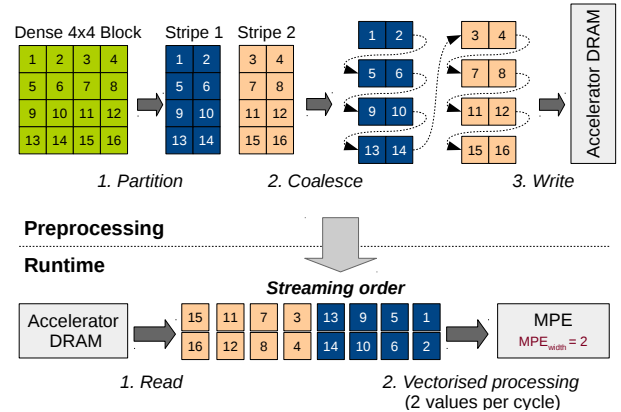 Dense 4x4 Block
Stripe 1
Stripe 2
1 2 3 4
5 6 7 8
9 10 11 12
13 14 15 16
1 2
5 6
9 10
13 14
3 4
7 8
11 12
15 16
1 2
5 6
9 10
13 14
3 4
7 8
11 12
15 16
Accelerator DRAM
1. Partition
2. Coalesce
3. Write
Preprocessing
Runtime
Streaming order
Accelerator
DRAM
15 11 7 3 13 9 5 1
16 12 8 4 14 10 6 2
MPE
MPEwidth = 2
1. Read
2. Vectorised processing
(2 values per cycle)